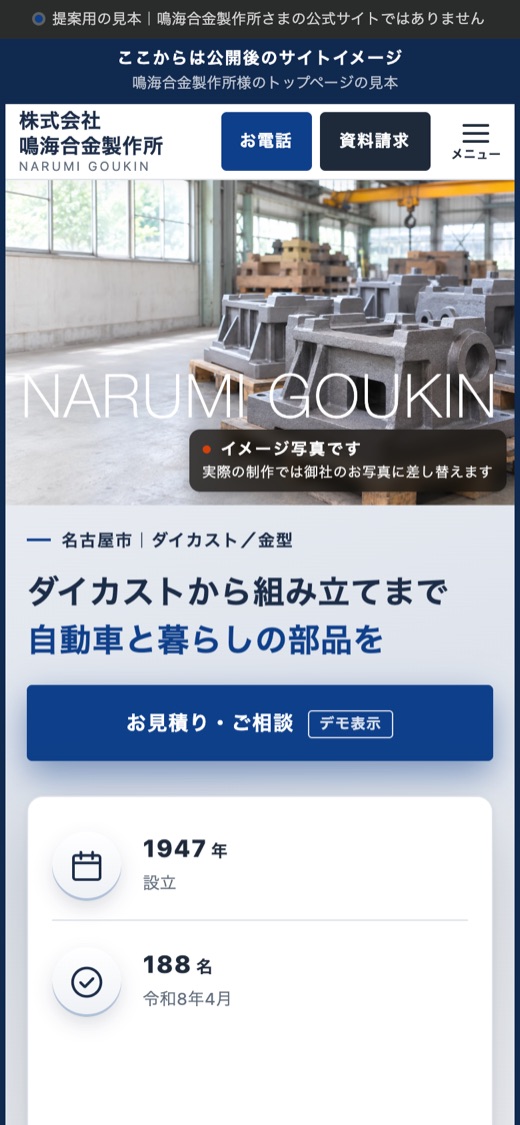 提案用の見本｜鳴海合金製作所さまの公式サイトではありません
ここからは公開後のサイトイメージ
鳴海合金製作所様のトップページの見本
株式会社
鳴海合金製作所
NARUMI GOUKIN
お電話
資料請求
メニュー
NARUMI GOUKIN
イメージ写真です
実際の制作では御社のお写真に差し替えます
名古屋市｜ダイカスト／金型
ダイカストから組み立てまで
自動車と暮らしの部品を
お見積り・ご相談 デモ表示
1947年
設立
188名
令和8年4月